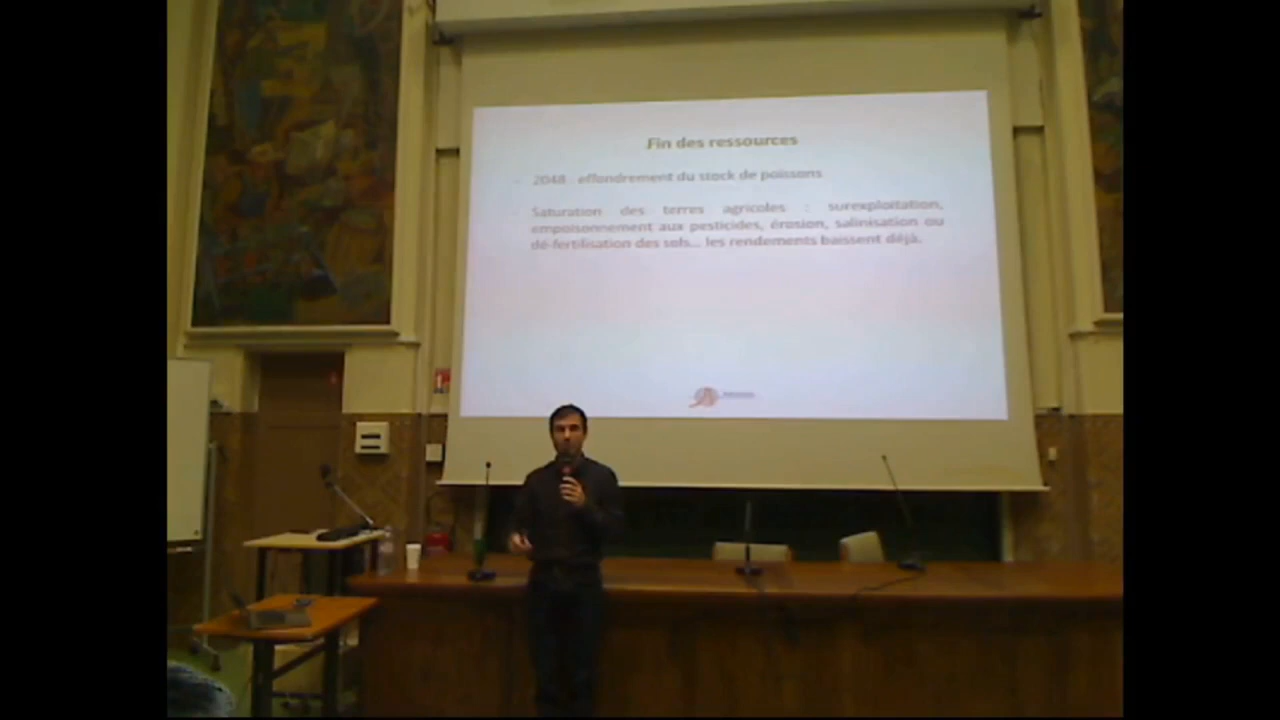 Fin des ressources
2048 : effondrement du stock de poissons
Saturation des terres agricoles : surexploitation,
empoisonnement aux pesticides, érosion, salinisation ou
dé-fertilisation des sols... les rendements baissent déjà.